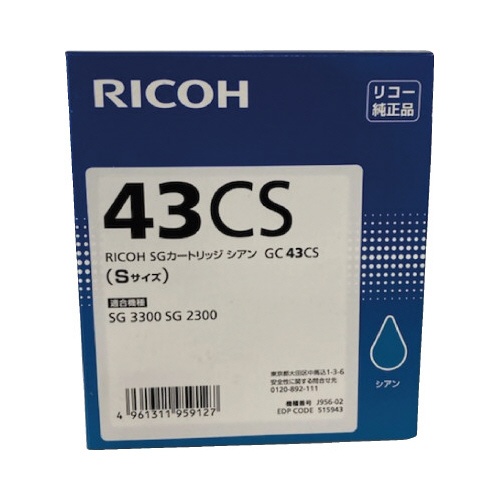 RICOH
リコー
純正品
43CS
RICOH SGカートリッジ シアン GC 43CS
(Sサイズ)
適合機種
SG 3300 SG 2300
東京都大田区中馬込1-3-6
安全性に関する問合せ先
0120-892-111
シアン
4 961311 959127
機種番号 J956-02
EDP CODE 515943